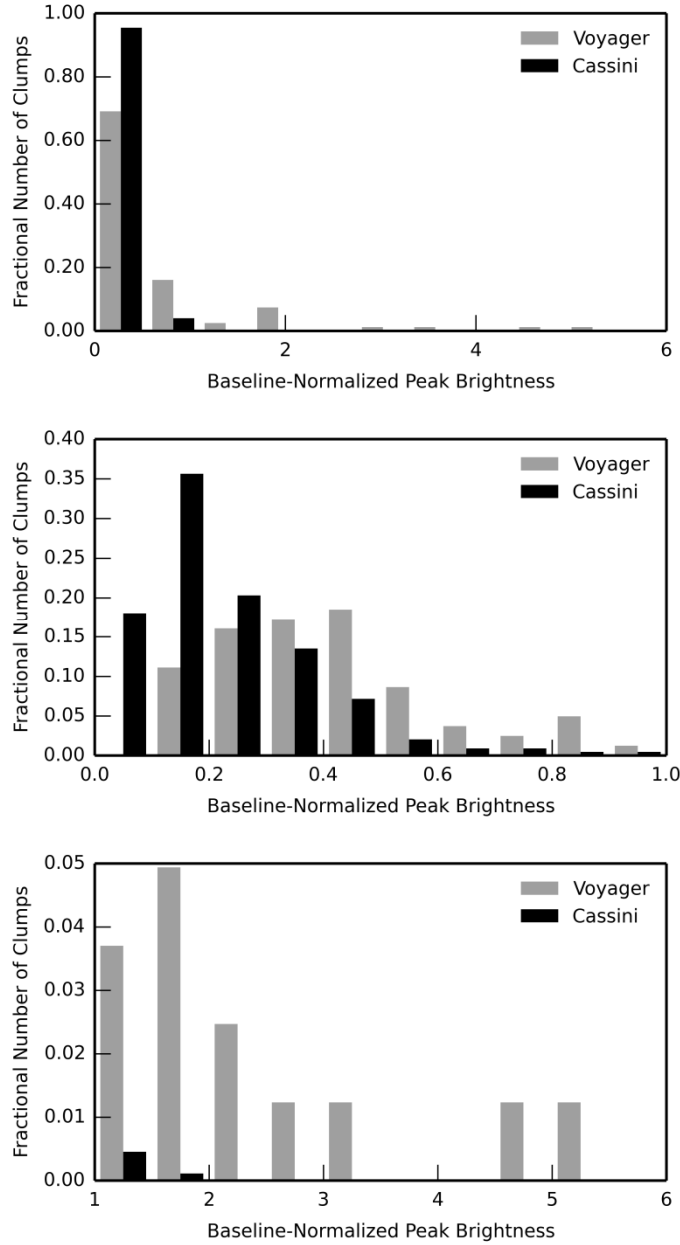 1.00
0.80
0.60
0.40
0.20
0.00
Fractional Number of Clumps
Voyager
Cassini
0 2 4 6
Baseline-Normalized Peak Brightness
0.40
0.35
0.30
0.25
0.20
0.15
0.10
0.05
0.00
Fractional Number of Clumps
Voyager
Cassini
0.0 0.2 0.4 0.6 0.8 1.0
Baseline-Normalized Peak Brightness
0.05
0.04
0.03
0.02
0.01
0.00
Fractional Number of Clumps
Voyager
Cassini
1 2 3 4 5 6
Baseline-Normalized Peak Brightness